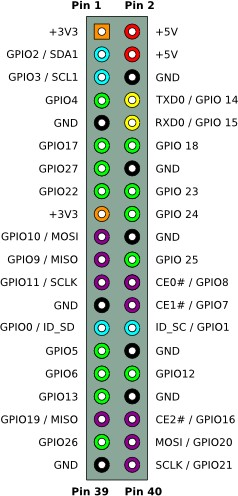 Pin 1 Pin 2
+3V3 +5V
GPIO2 / SDA1 +5V
GPIO3 / SCL1 GND
GPIO4 TXD0 / GPIO 14
GND RXD0 / GPIO 15
GPIO17 GPIO 18
GPIO27 GND
GPIO22 GPIO 23
+3V3 GPIO 24
GPIO10 / MOSI GND
GPIO9 / MISO GPIO 25
GPIO11 / SCLK CE0# / GPIO8
GND CE1# / GPIO7
GPIO0 / ID_SD ID_SC / GPIO1
GPIO5 GND
GPIO6 GPIO12
GPIO13 GND
GPIO19 / MISO CE2# / GPIO16
GPIO26 MOSI / GPIO20
GND SCLK / GPIO21
Pin 39 Pin 40